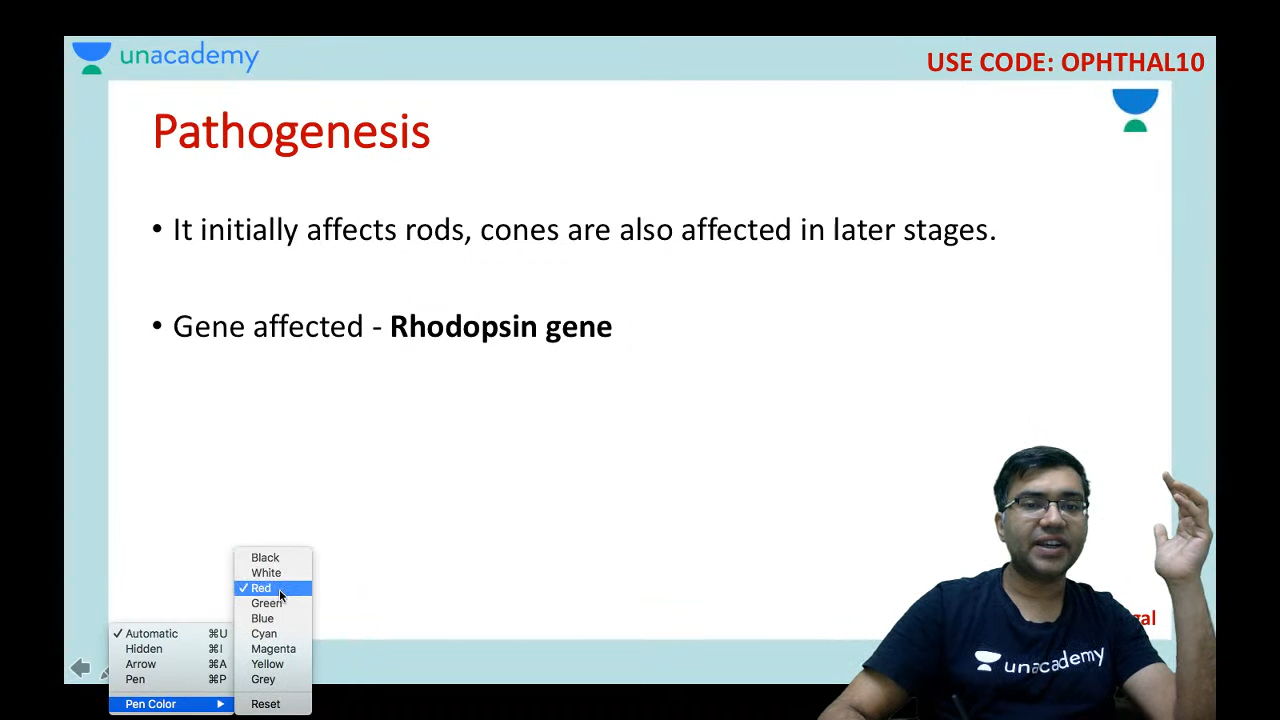 unacademy
USE CODE: OPHTHAL10
Pathogenesis
• It initially affects rods, cones are also affected in later stages.
• Gene affected - Rhodopsin gene
Black
White
✓ Red
Green
Blue
Cyan
Magenta
Yellow
Grey
Reset
✓ Automatic ⌘U
Hidden ⌘I
Arrow ⌘A
Pen ⌘P
Pen Color ▶
unacademy